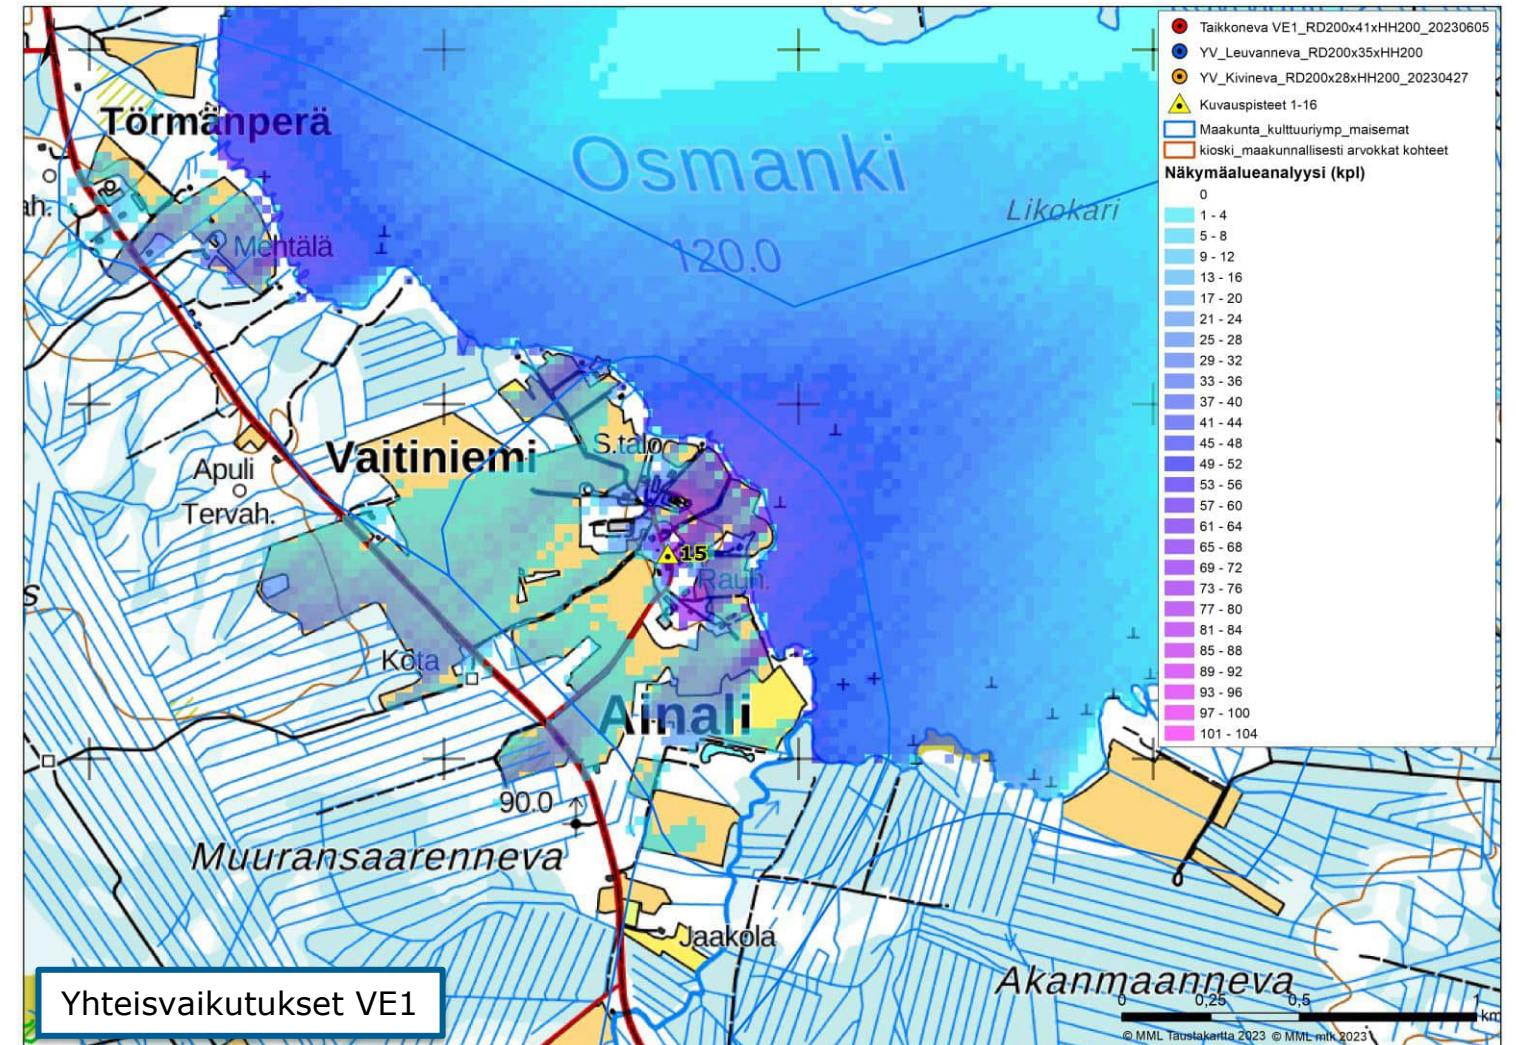 Taikkoneva VE1_RD200x41xHH200_20230605
YV_Leuvanneva_RD200x35xHH200
YV_Kivineva_RD200x28xHH200_20230427
Kuvauspisteet 1-16
Maakunta_kulttuuriymp_maisemat
kioski_maakunnallisesti arvokkat kohteet
Näkymäalueanalyysi (kpl)
0
1 - 4
5 - 8
9 - 12
13 - 16
17 - 20
21 - 24
25 - 28
29 - 32
33 - 36
37 - 40
41 - 44
45 - 48
49 - 52
53 - 56
57 - 60
61 - 64
65 - 68
69 - 72
73 - 76
77 - 80
81 - 84
85 - 88
89 - 92
93 - 96
97 - 100
101 - 104
Törmänperä
Osmanki
Likokari
ah.
Mehtälä
120.0
Vaitiniemi
S.talo
Apuli
Tervah.
15
Rauh.
s
Kota
Ainali
90.0
Muuransaarenneva
Jaakola
Akanmaanneva
Yhteisvaikutukset VE1
0 0,25 0,5 1
km
© MML Taustakartta 2023 © MML mtk 2023